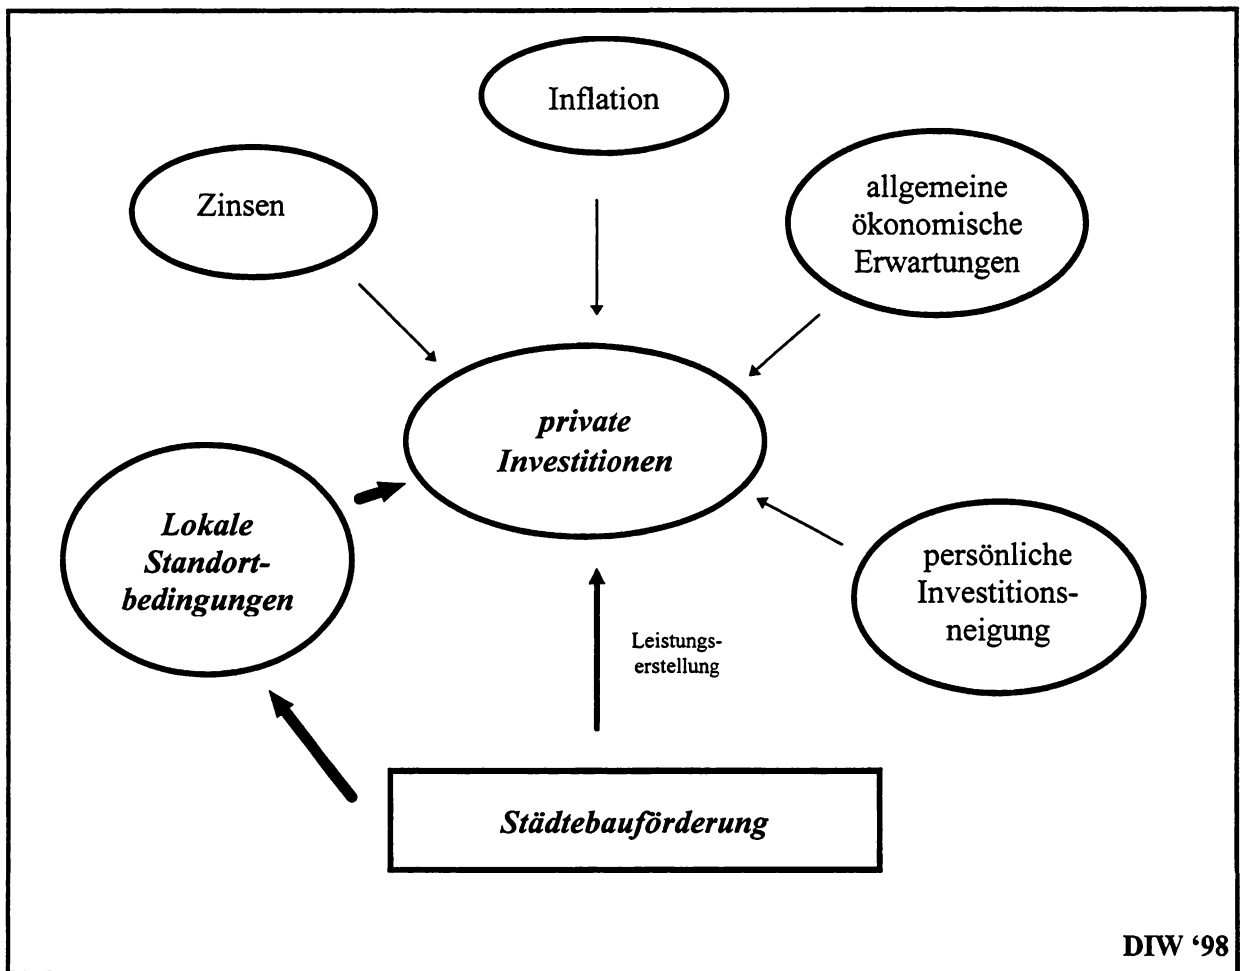 Inflation
Zinsen
allgemeine
ökonomische
Erwartungen
private
Investitionen
Lokale
Standort-
bedingungen
persönliche
Investitions-
neigung
Leistungs-
erstellung
Städtebauförderung
DIW ‘98